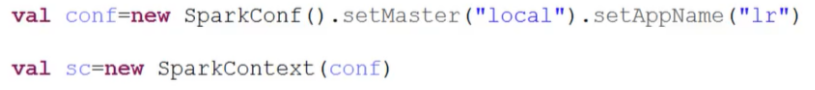 val conf=new SparkConf().setMaster("local").setAppName("lr")
val sc=new SparkContext(conf)